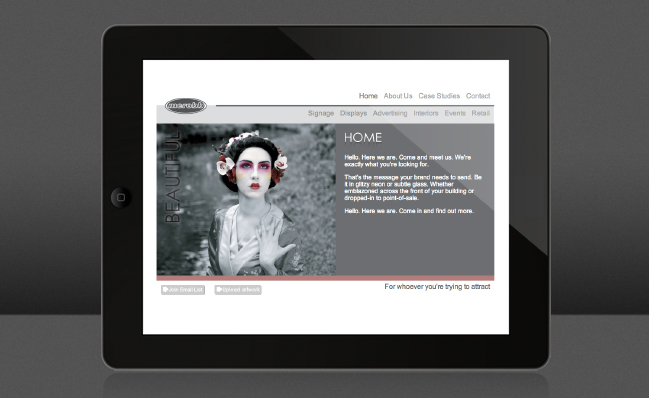 Home About Us Case Studies Contact
Signage Displays Advertising Interiors Events Retail
BEAUTIFUL
HOME
Hello. Here we are. Come and meet us. We're
exactly what you're looking for.
That's the message your brand needs to send. Be
it in glitzy neon or subtle glass. Whether
emblazoned across the front of your building or
dropped-in to point-of-sale.
Hello. Here we are. Come in and find out more.
Email List
Upload artwork
For whoever you're trying to attract